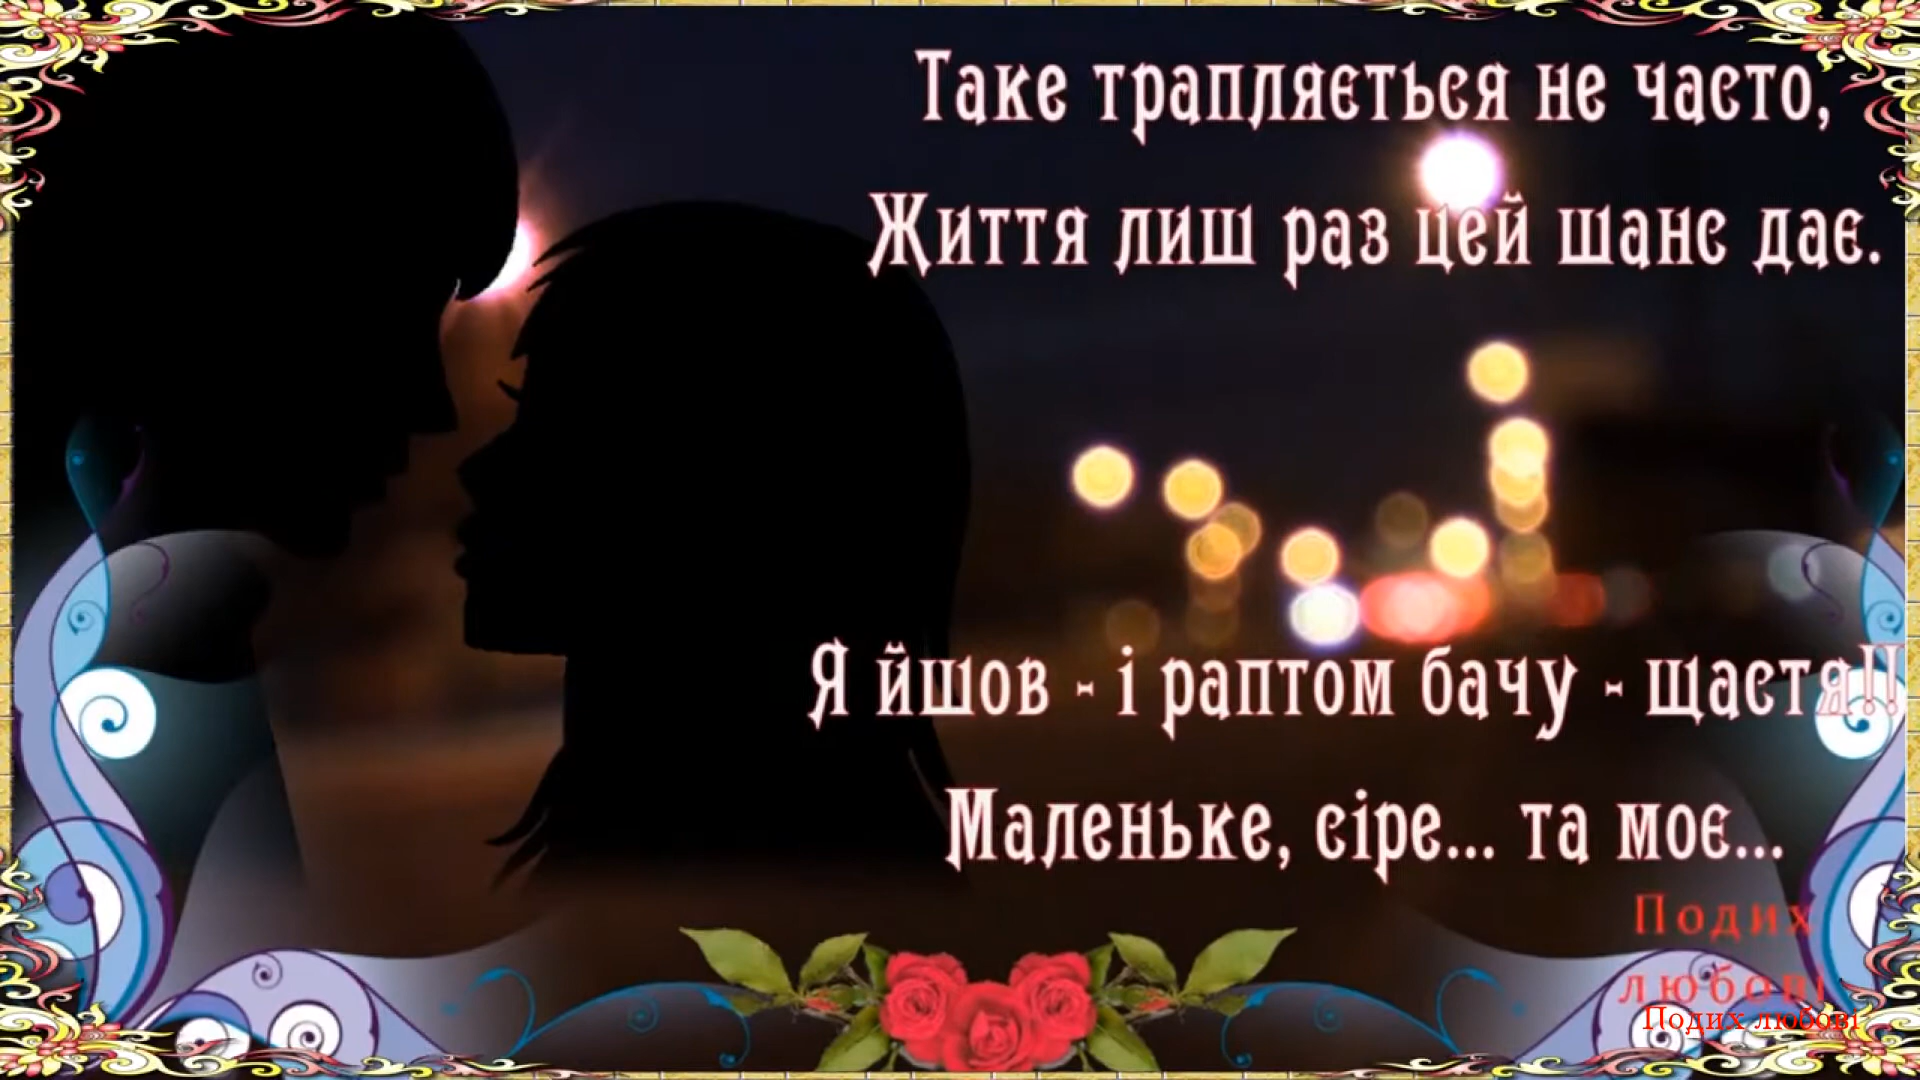 Таке трапляється не часто,
Життя лиш раз цей шанс дає.
Я йшов - і раптом бачу - щастя!!
Маленьке, сіре... та моє...
Подих
любові
Подих любові